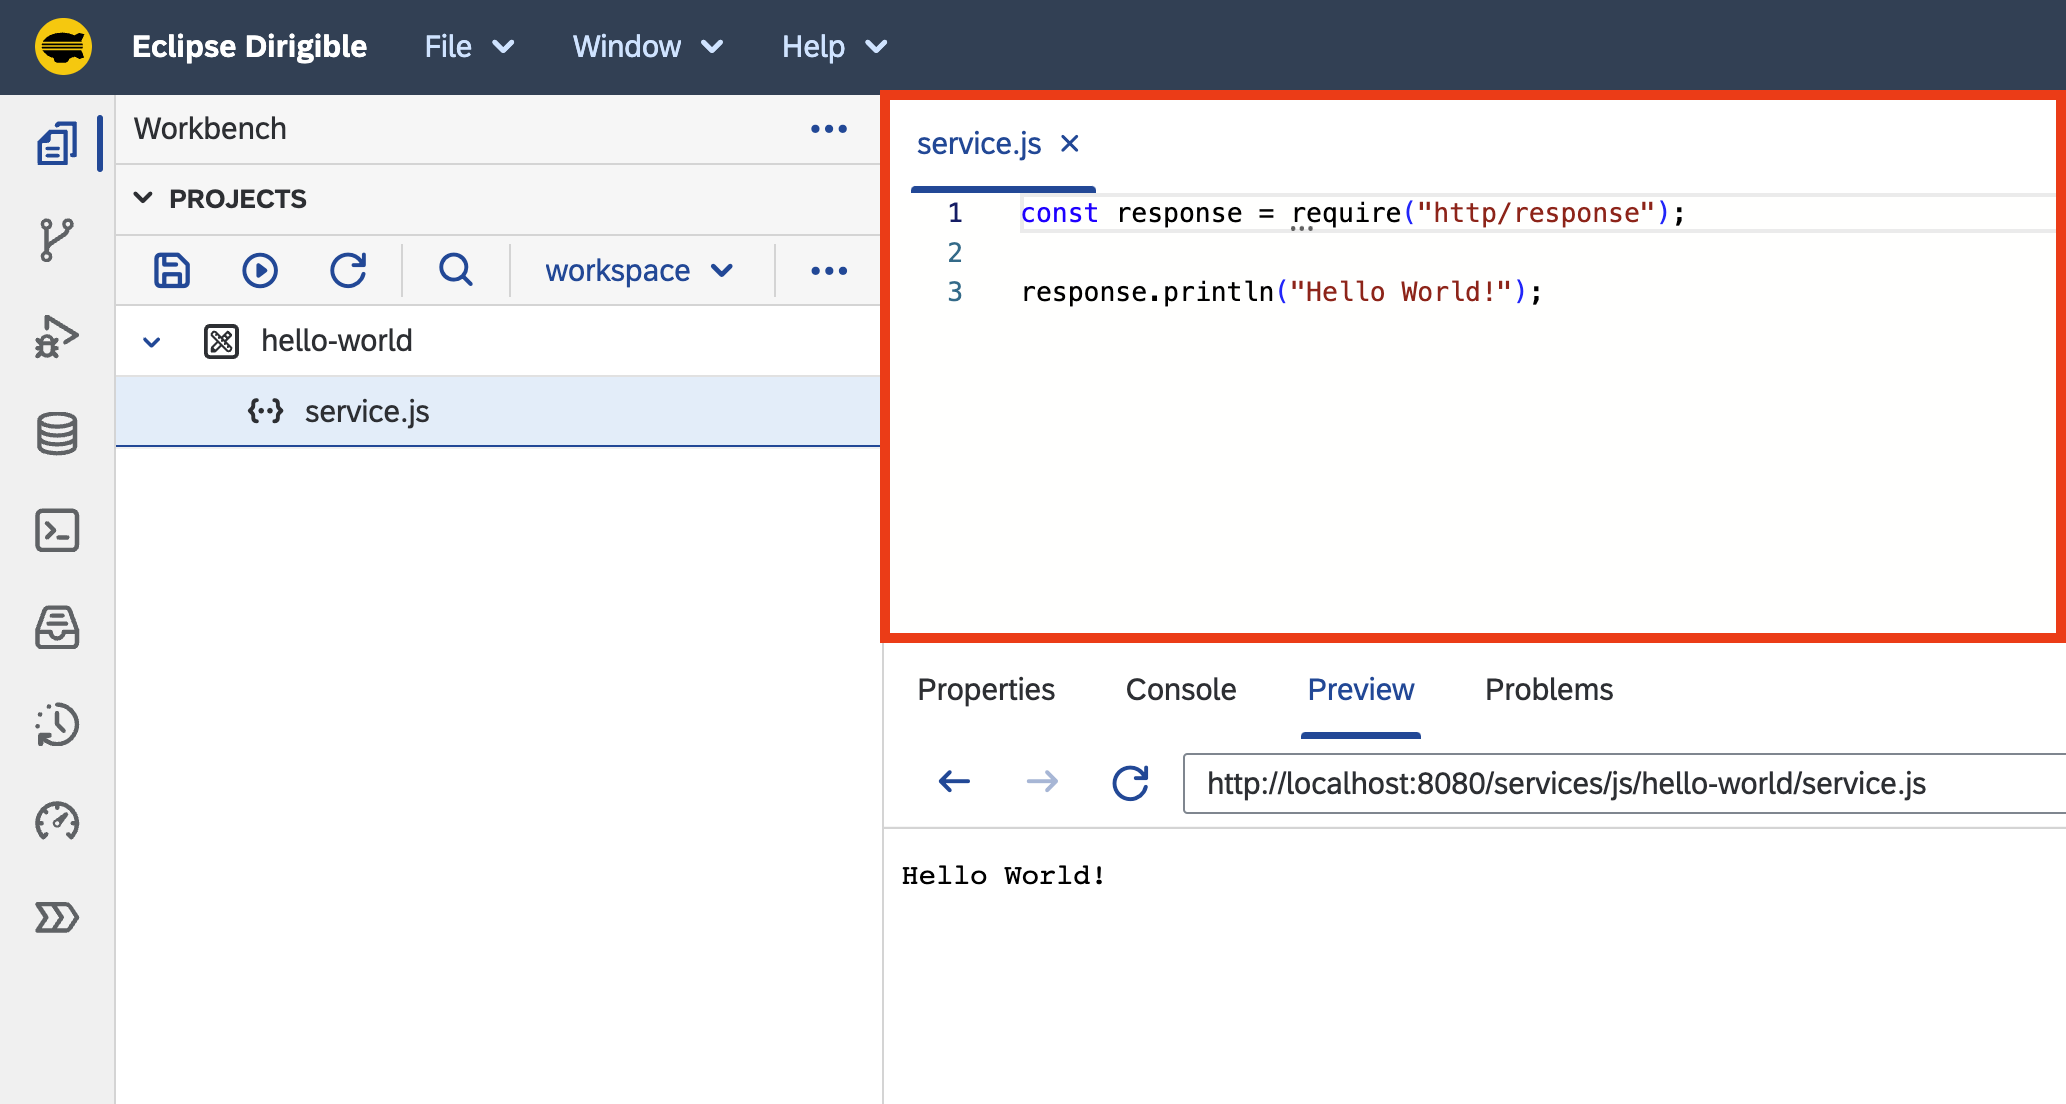 Eclipse Dirigible File Window Help
Workbench
PROJECTS
workspace
hello-world
service.js
service.js
1 const response = require("http/response");
2
3 response.println("Hello World!");
Properties Console Preview Problems
http://localhost:8080/services/js/hello-world/service.js
Hello World!